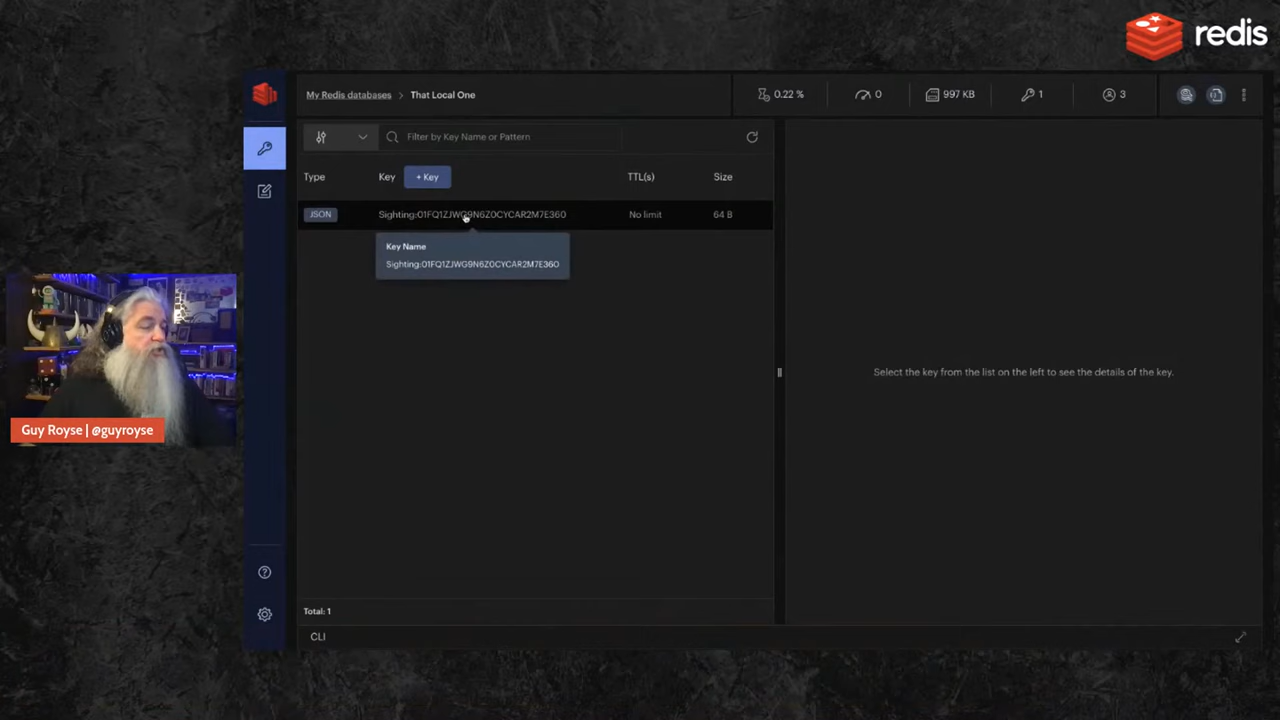 redis
My Redis databases > That Local One
0.22 %
0
997 KB
1
3
Filter by Key Name or Pattern
Type
Key
+ Key
TTL(s)
Size
JSON
Sighting:01FQ1ZJWG9N6Z0CYCAR2M7E360
No limit
64 B
Key Name
Sighting:01FQ1ZJWG9N6Z0CYCAR2M7E360
Select the key from the list on the left to see the details of the key.
Guy Royse | @guyroyse
Total: 1
CLI